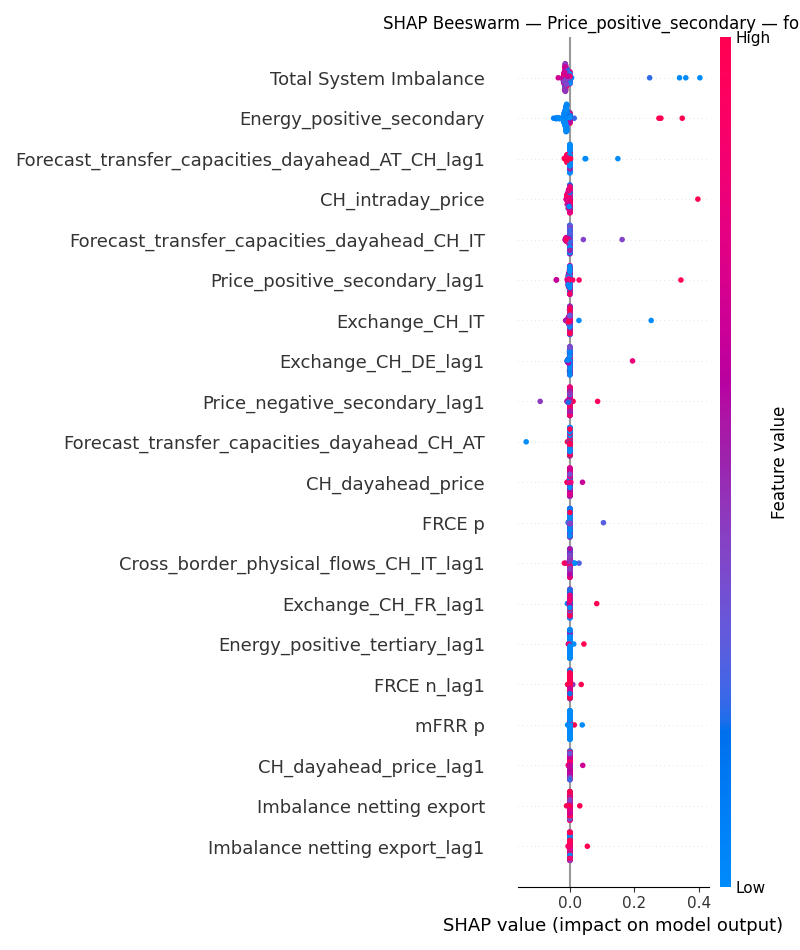 SHAP Beeswarm — Price_positive_secondary — fo
High
Total System Imbalance
Energy_positive_secondary
Forecast_transfer_capacities_dayahead_AT_CH_lag1
CH_intraday_price
Forecast_transfer_capacities_dayahead_CH_IT
Price_positive_secondary_lag1
Exchange_CH_IT
Exchange_CH_DE_lag1
Price_negative_secondary_lag1
Forecast_transfer_capacities_dayahead_CH_AT
CH_dayahead_price
FRCE p
Cross_border_physical_flows_CH_IT_lag1
Exchange_CH_FR_lag1
Energy_positive_tertiary_lag1
FRCE n_lag1
mFRR p
CH_dayahead_price_lag1
Imbalance netting export
Imbalance netting export_lag1
Feature value
Low
0.0 0.2 0.4
SHAP value (impact on model output)